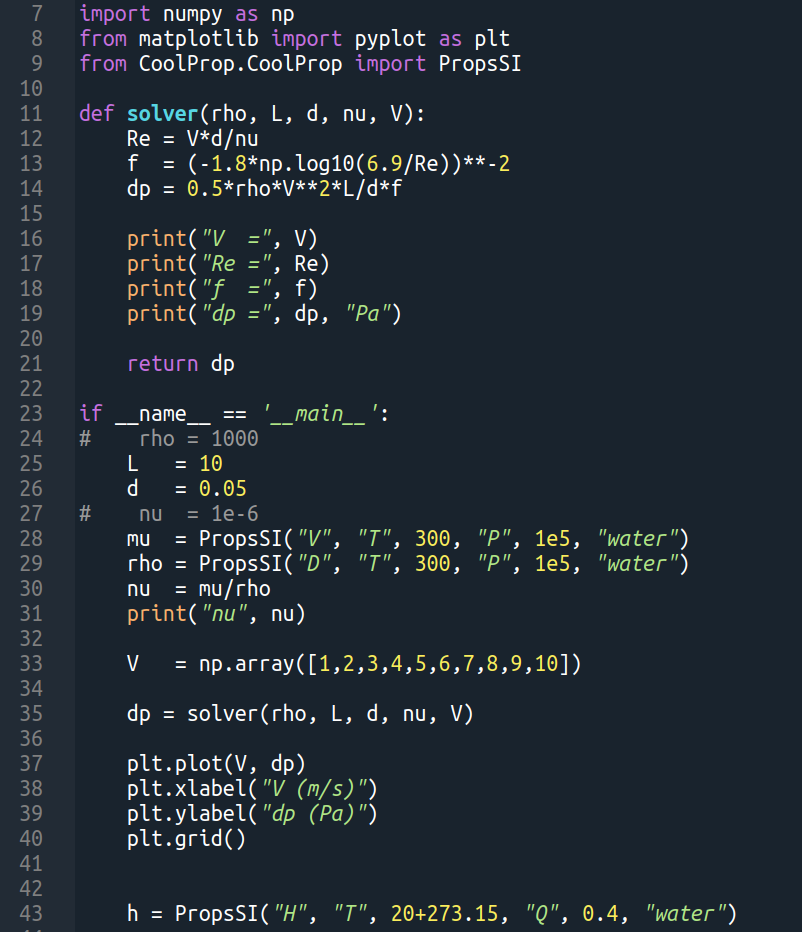 7 import numpy as np
8 from matplotlib import pyplot as plt
9 from CoolProp.CoolProp import PropsSI
10
11 def solver(rho, L, d, nu, V):
12     Re = V*d/nu
13     f  = (-1.8*np.log10(6.9/Re))**-2
14     dp = 0.5*rho*V**2*L/d*f
15
16     print("V  =", V)
17     print("Re =", Re)
18     print("f  =", f)
19     print("dp =", dp, "Pa")
20
21     return dp
22
23 if __name__ == '__main__':
24 #    rho = 1000
25     L   = 10
26     d   = 0.05
27 #    nu  = 1e-6
28     mu  = PropsSI("V", "T", 300, "P", 1e5, "water")
29     rho = PropsSI("D", "T", 300, "P", 1e5, "water")
30     nu  = mu/rho
31     print("nu", nu)
32
33     V   = np.array([1,2,3,4,5,6,7,8,9,10])
34
35     dp = solver(rho, L, d, nu, V)
36
37     plt.plot(V, dp)
38     plt.xlabel("V (m/s)")
39     plt.ylabel("dp (Pa)")
40     plt.grid()
41
42
43     h = PropsSI("H", "T", 20+273.15, "Q", 0.4, "water")